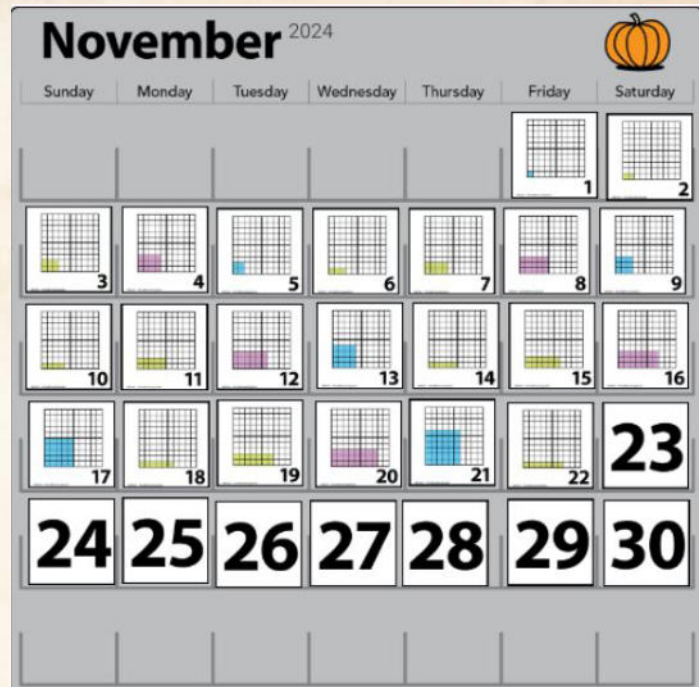 November 2024
Sunday Monday Tuesday Wednesday Thursday Friday Saturday
1 2
3 4 5 6 7 8 9
10 11 12 13 14 15 16
17 18 19 20 21 22 23
24 25 26 27 28 29 30